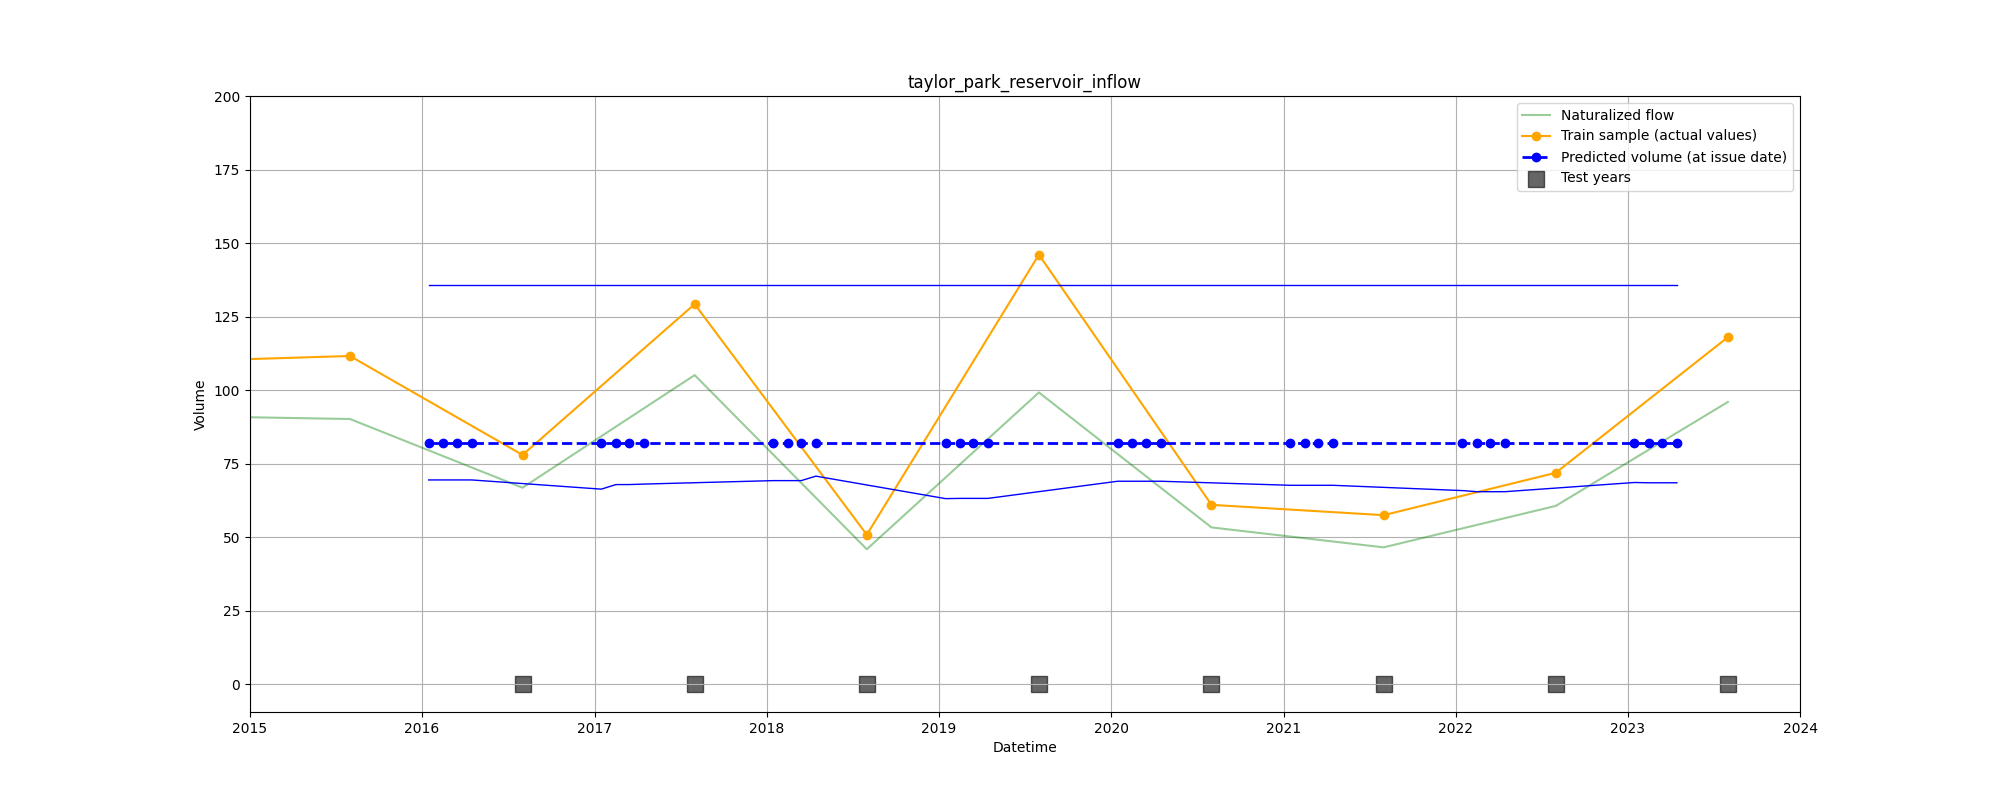 taylor_park_reservoir_inflow
200
175
150
125
100
75
50
25
0
Volume
Naturalized flow
Train sample (actual values)
Predicted volume (at issue date)
Test years
2015 2016 2017 2018 2019 2020 2021 2022 2023 2024
Datetime